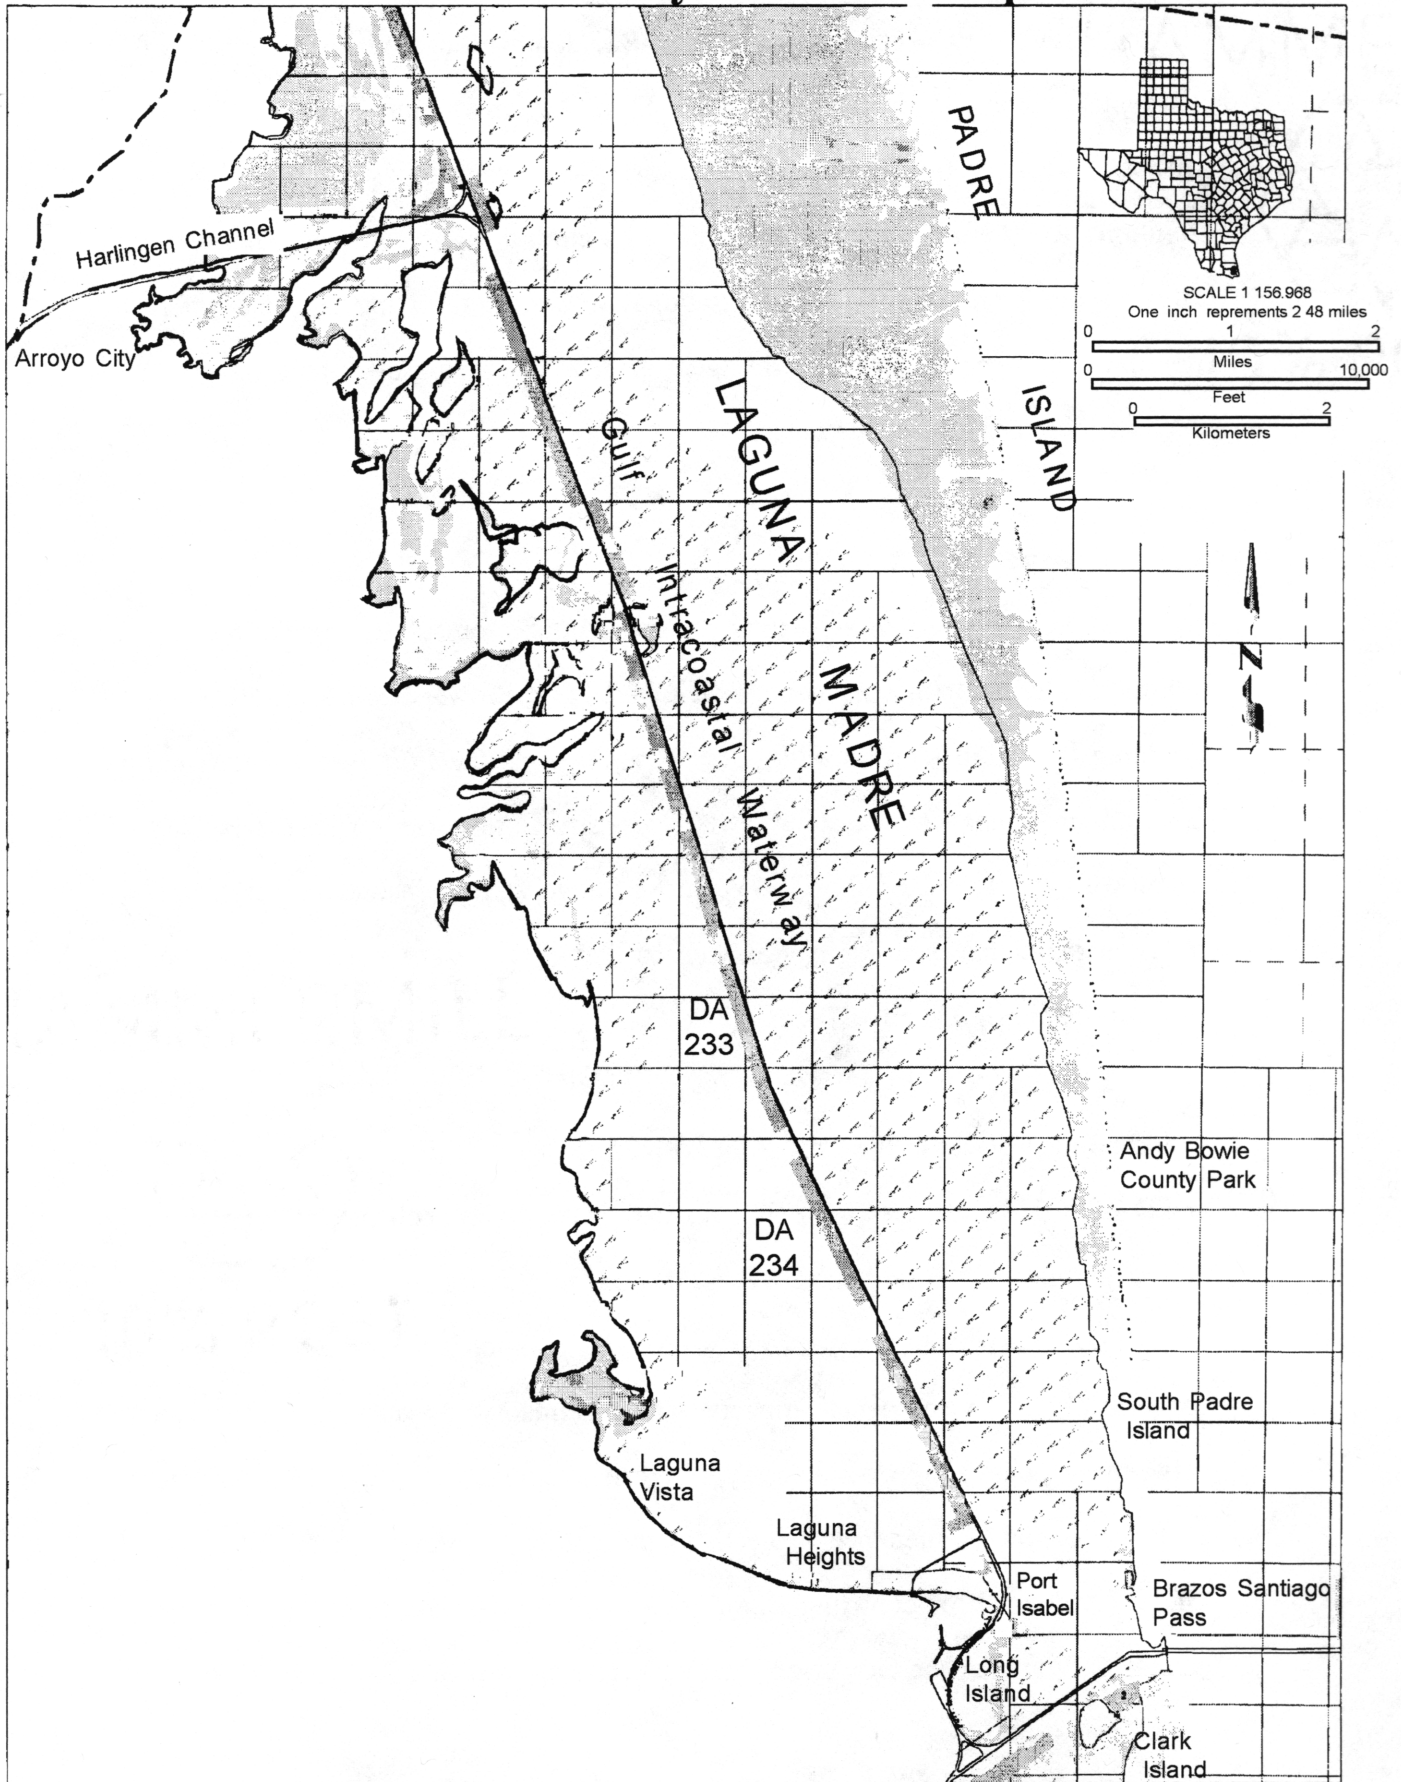 PADRE
Harlingen Channel
SCALE 1 156.968
One inch reprements 2 48 miles
0 1 2
Miles
0 10,000
Feet
0 2
Kilometers
Arroyo City
ISLAND
LAGUNA
Gulf
Intracoastal
N
MADRE
Waterway
DA
233
Andy Bowie
County Park
DA
234
South Padre
Island
Laguna
Vista
Laguna
Heights
Port
Isabel
Brazos Santiago
Pass
Long
Island
Clark
Island